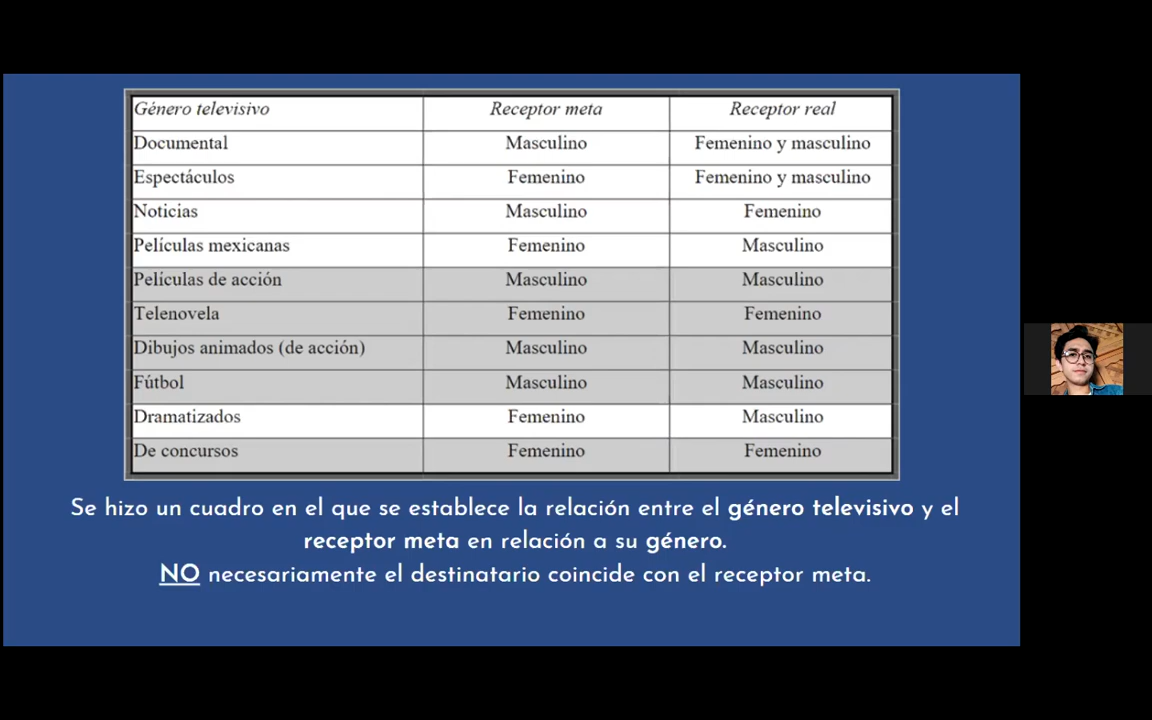 Género televisivo Receptor meta Receptor real
Documental Masculino Femenino y masculino
Espectáculos Femenino Femenino y masculino
Noticias Masculino Femenino
Películas mexicanas Femenino Masculino
Películas de acción Masculino Masculino
Telenovela Femenino Femenino
Dibujos animados (de acción) Masculino Masculino
Fútbol Masculino Masculino
Dramatizados Femenino Masculino
De concursos Femenino Femenino
Se hizo un cuadro en el que se establece la relación entre el género televisivo y el
receptor meta en relación a su género.
NO necesariamente el destinatario coincide con el receptor meta.